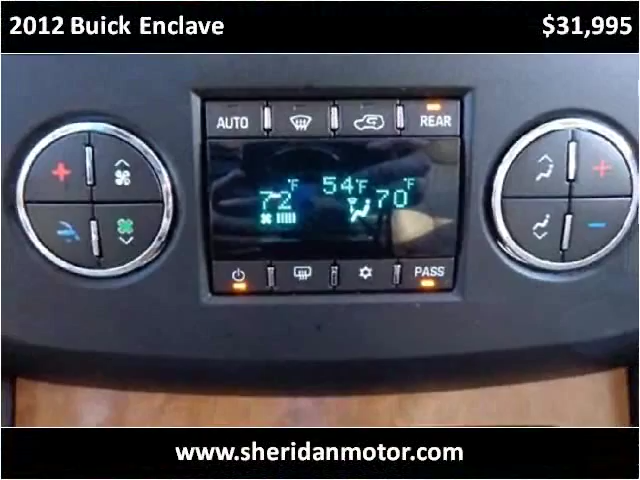 2012 Buick Enclave $31,995
AUTO REAR
72°F 54°F 70°F
PASS
www.sheridanmotor.com